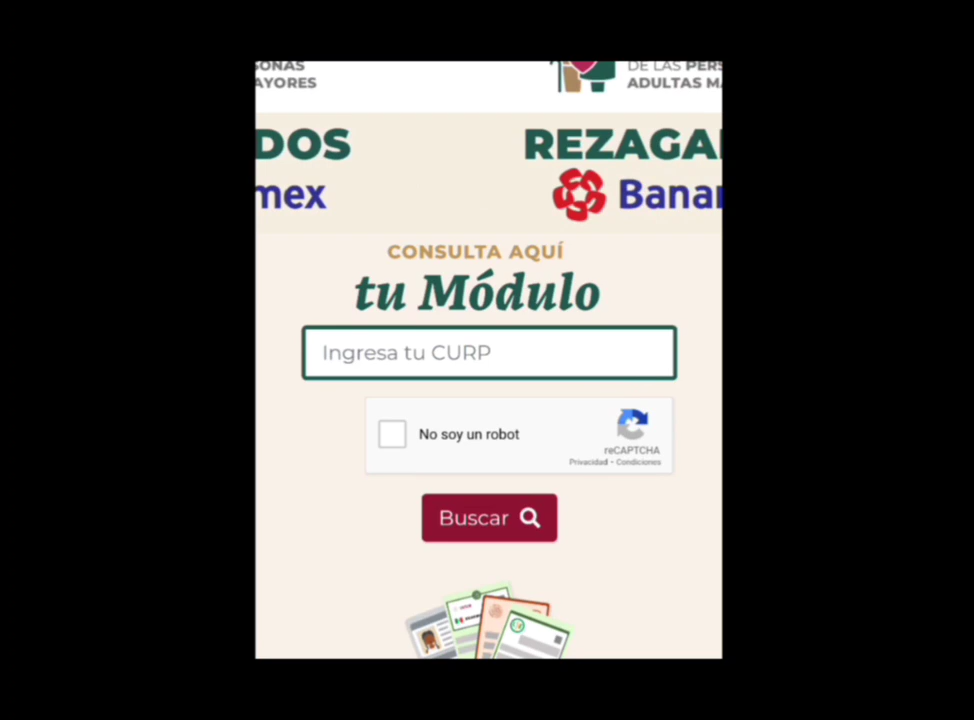 SONAS
AYORES
DE LAS PERS
ADULTAS MA
DOS
REZAGA
mex
Banam
CONSULTA AQUÍ
tu Módulo
Ingresa tu CURP
No soy un robot
reCAPTCHA
Privacidad - Condiciones
Buscar